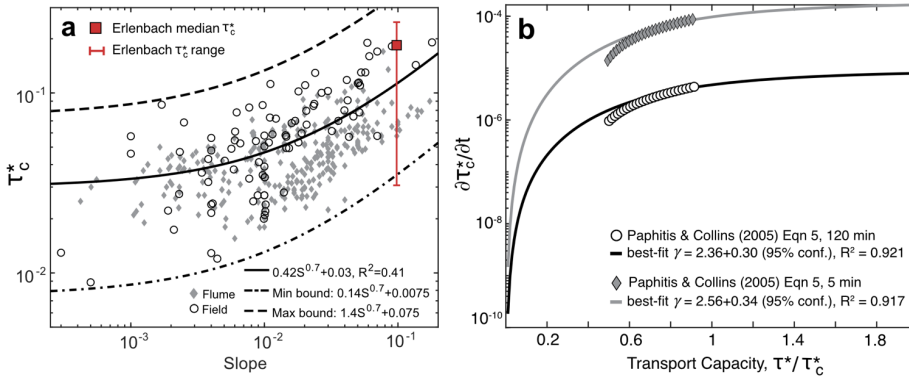 a
Erlenbach median τ*c
Erlenbach τ*c range
10⁻¹
10⁻²
τ*c
Flume
Field
0.42S^0.7+0.03, R²=0.41
Min bound: 0.14S^0.7+0.0075
Max bound: 1.4S^0.7+0.075
10⁻³
10⁻²
10⁻¹
Slope
b
10⁻⁴
10⁻⁶
10⁻⁸
10⁻¹⁰
∂τ*c/∂t
Paphitis & Collins (2005) Eqn 5, 120 min
best-fit γ = 2.36+0.30 (95% conf.), R² = 0.921
Paphitis & Collins (2005) Eqn 5, 5 min
best-fit γ = 2.56+0.34 (95% conf.), R² = 0.917
0.2 0.6 1 1.4 1.8
Transport Capacity, τ*/τ*c